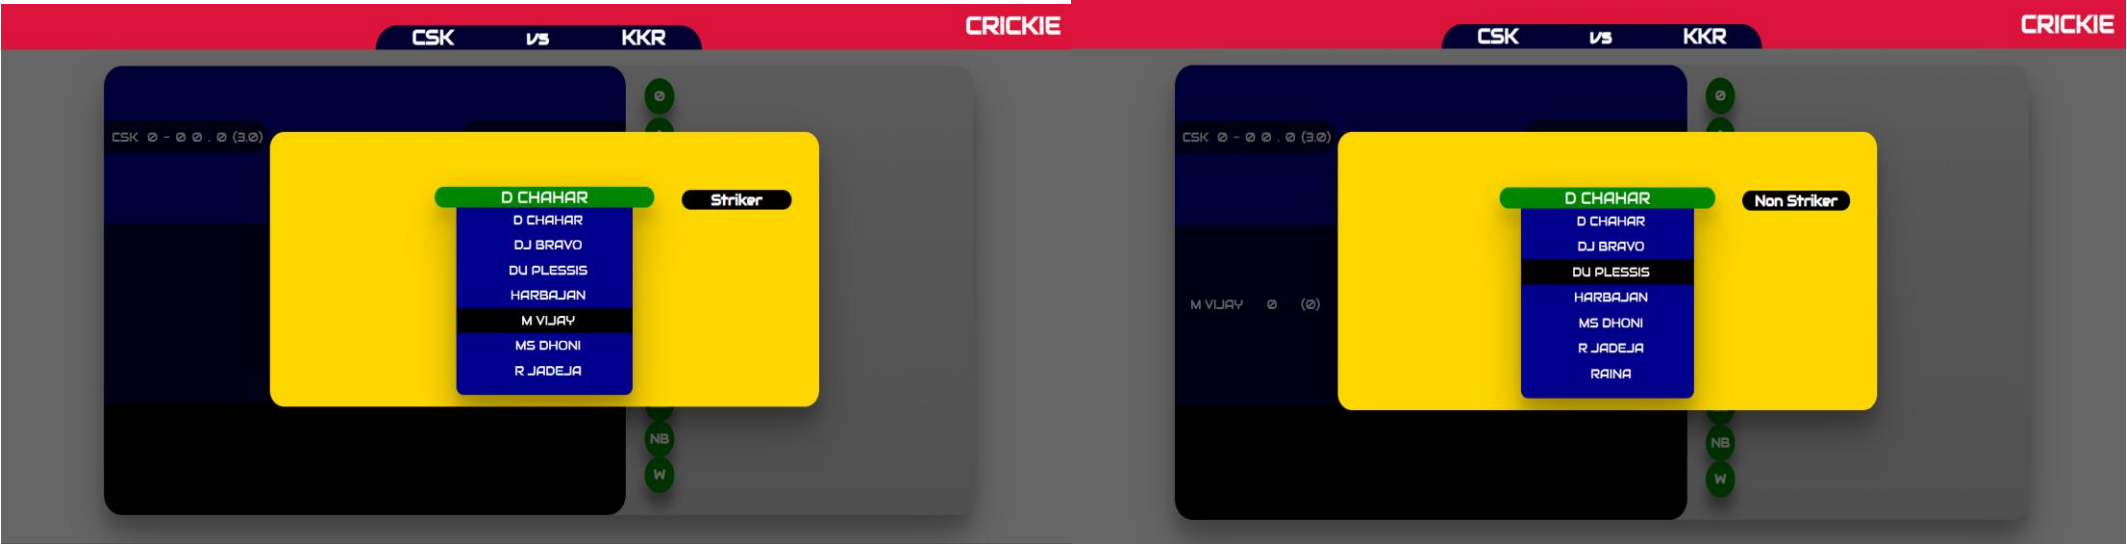 CRICKIE
CSK vs KKR
0
CSK 0 - 0 0 . 0 (3.0)
D CHAHAR
Striker
D CHAHAR
DJ BRAVO
DU PLESSIS
HARBAJAN
M VIJAY
MS DHONI
R JADEJA
NB
W
CRICKIE
CSK vs KKR
0
CSK 0 - 0 0 . 0 (3.0)
D CHAHAR
Non Striker
D CHAHAR
DJ BRAVO
DU PLESSIS
HARBAJAN
MS DHONI
R JADEJA
RAINA
M VIJAY 0 (0)
NB
W